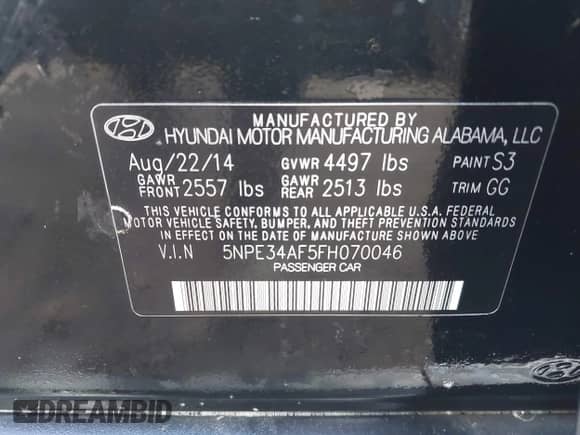 MANUFACTURED BY
HYUNDAI MOTOR MANUFACTURING ALABAMA, LLC
Aug/22/14 GVWR 4497 lbs PAINT S3
GAWR FRONT 2557 lbs GAWR REAR 2513 lbs TRIM GG
THIS VEHICLE CONFORMS TO ALL APPLICABLE U.S.A. FEDERAL
MOTOR VEHICLE SAFETY, BUMPER, AND THEFT PREVENTION STANDARDS
IN EFFECT ON THE DATE OF MANUFACTURE SHOWN ABOVE
V.I.N 5NPE34AF5FH070046
PASSENGER CAR
DREAMBID